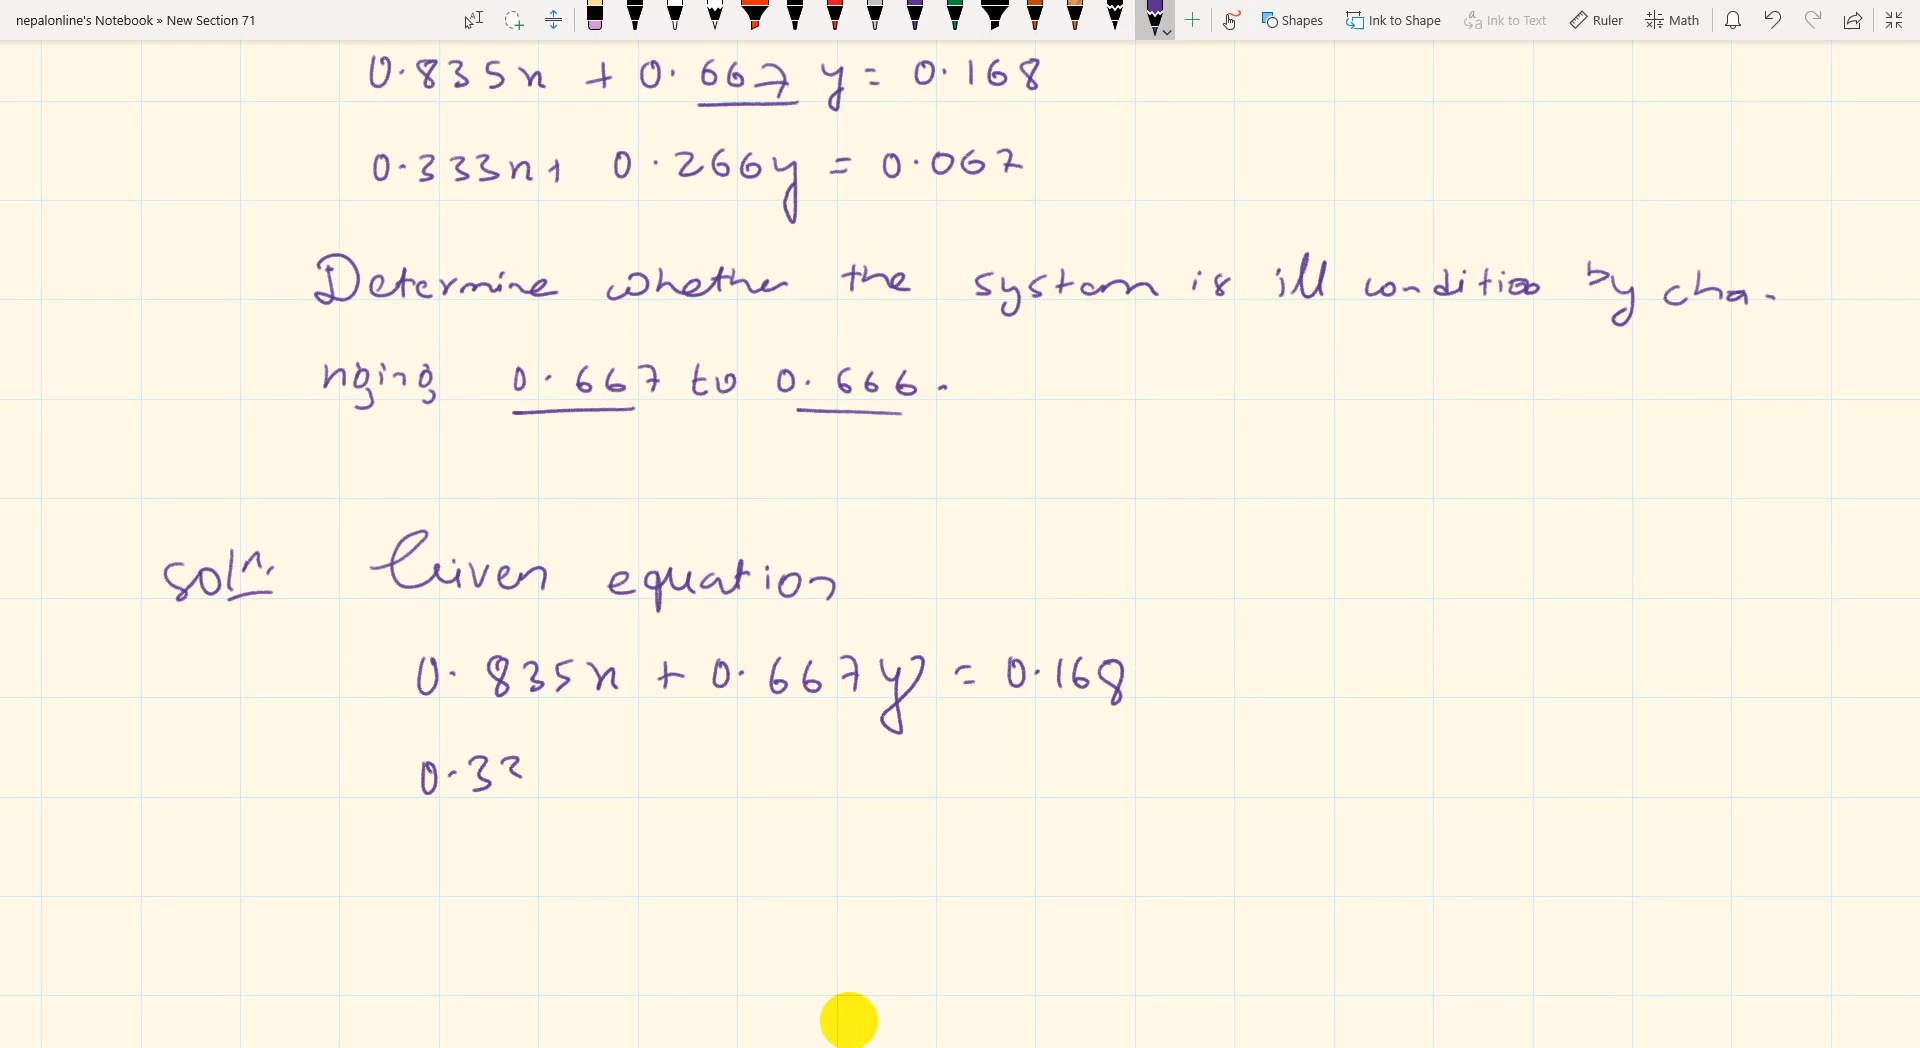 nepalonline's Notebook » New Section 71
Shapes Ink to Shape Ink to Text Ruler Math
0.835x + 0.667y = 0.168
0.333x + 0.266y = 0.067
Determine whether the system is ill condition by cha-
nging 0.667 to 0.666.
Solⁿ. Given equation
0.835x + 0.667y = 0.168
0.33